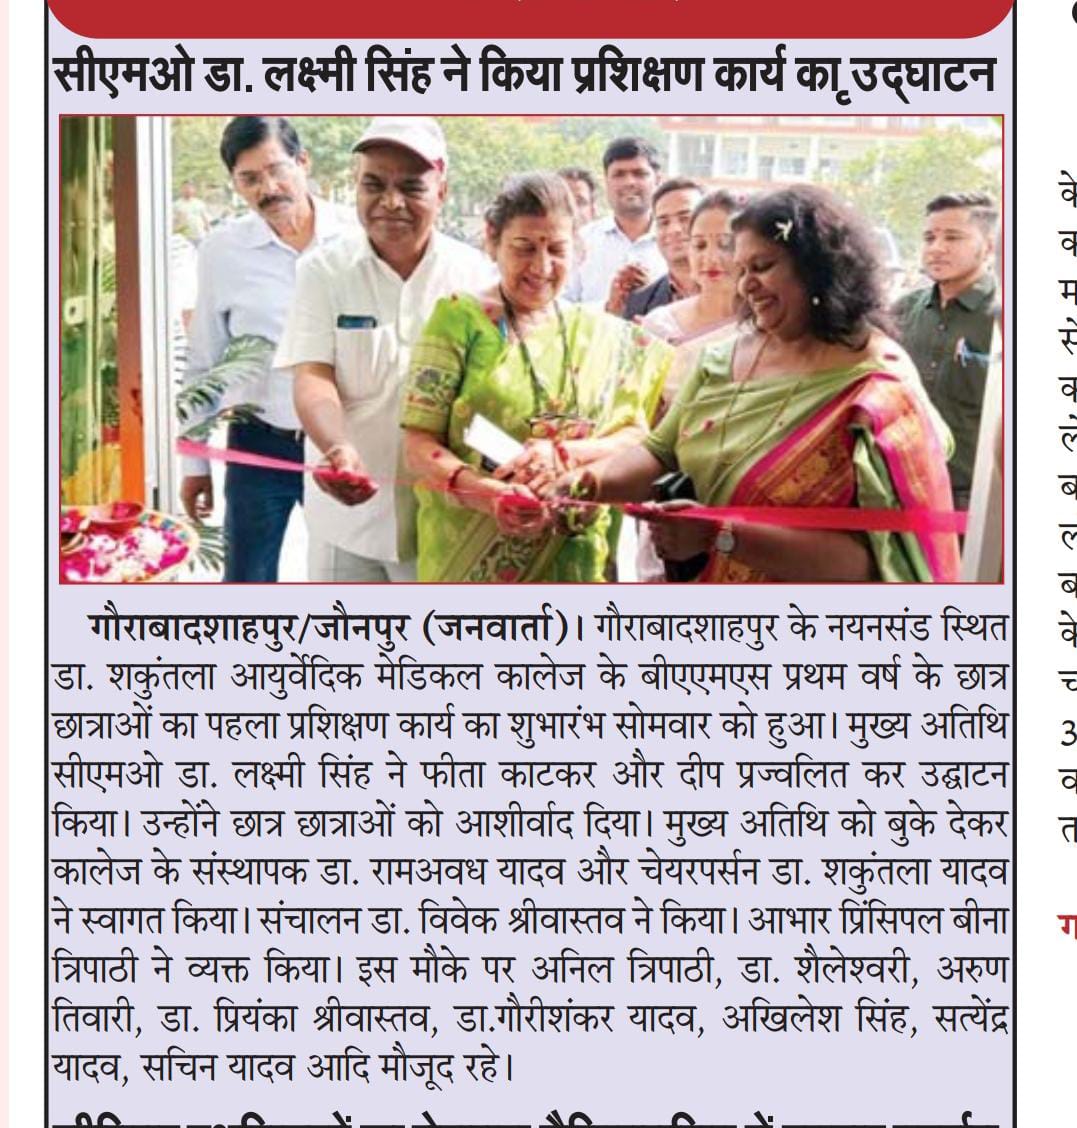 सीएमओ डा. लक्ष्मी सिंह ने किया प्रशिक्षण कार्य का उद्घाटन
गौराबादशाहपुर/जौनपुर (जनवार्ता)। गौराबादशाहपुर के नयनसंड स्थित
डा. शकुंतला आयुर्वेदिक मेडिकल कालेज के बीएएमएस प्रथम वर्ष के छात्र
छात्राओं का पहला प्रशिक्षण कार्य का शुभारंभ सोमवार को हुआ। मुख्य अतिथि
सीएमओ डा. लक्ष्मी सिंह ने फीता काटकर और दीप प्रज्वलित कर उद्घाटन
किया। उन्होंने छात्र छात्राओं को आशीर्वाद दिया। मुख्य अतिथि को बुके देकर
कालेज के संस्थापक डा. रामअवध यादव और चेयरपर्सन डा. शकुंतला यादव
ने स्वागत किया। संचालन डा. विवेक श्रीवास्तव ने किया। आभार प्रिंसिपल बीना
त्रिपाठी ने व्यक्त किया। इस मौके पर अनिल त्रिपाठी, डा. शैलेश्वरी, अरुण
तिवारी, डा. प्रियंका श्रीवास्तव, डा.गौरीशंकर यादव, अखिलेश सिंह, सत्येंद्र
यादव, सचिन यादव आदि मौजूद रहे।